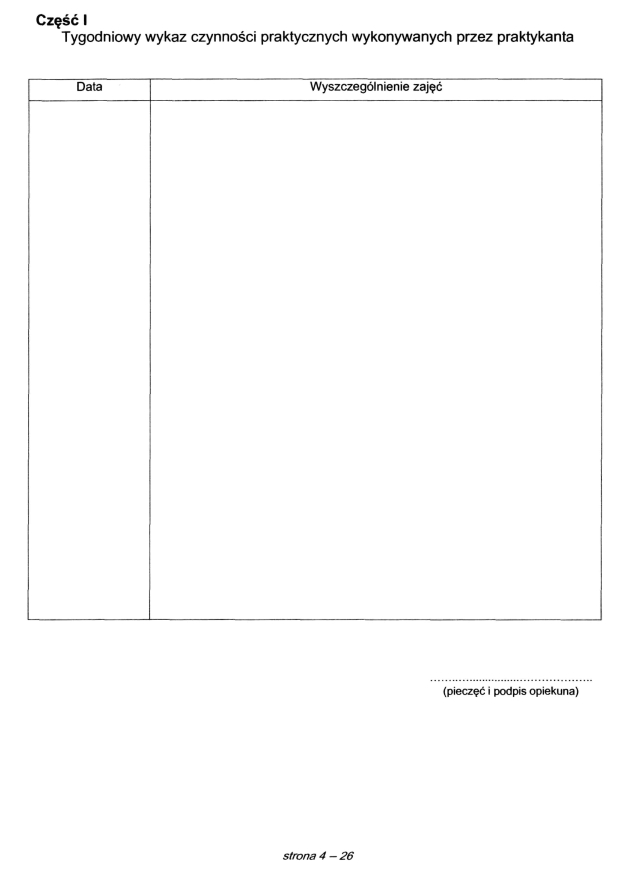 Część I
Tygodniowy wykaz czynności praktycznych wykonywanych przez praktykanta
Data
Wyszczególnienie zajęć
............................................................
(pieczęć i podpis opiekuna)
strona 4 – 26